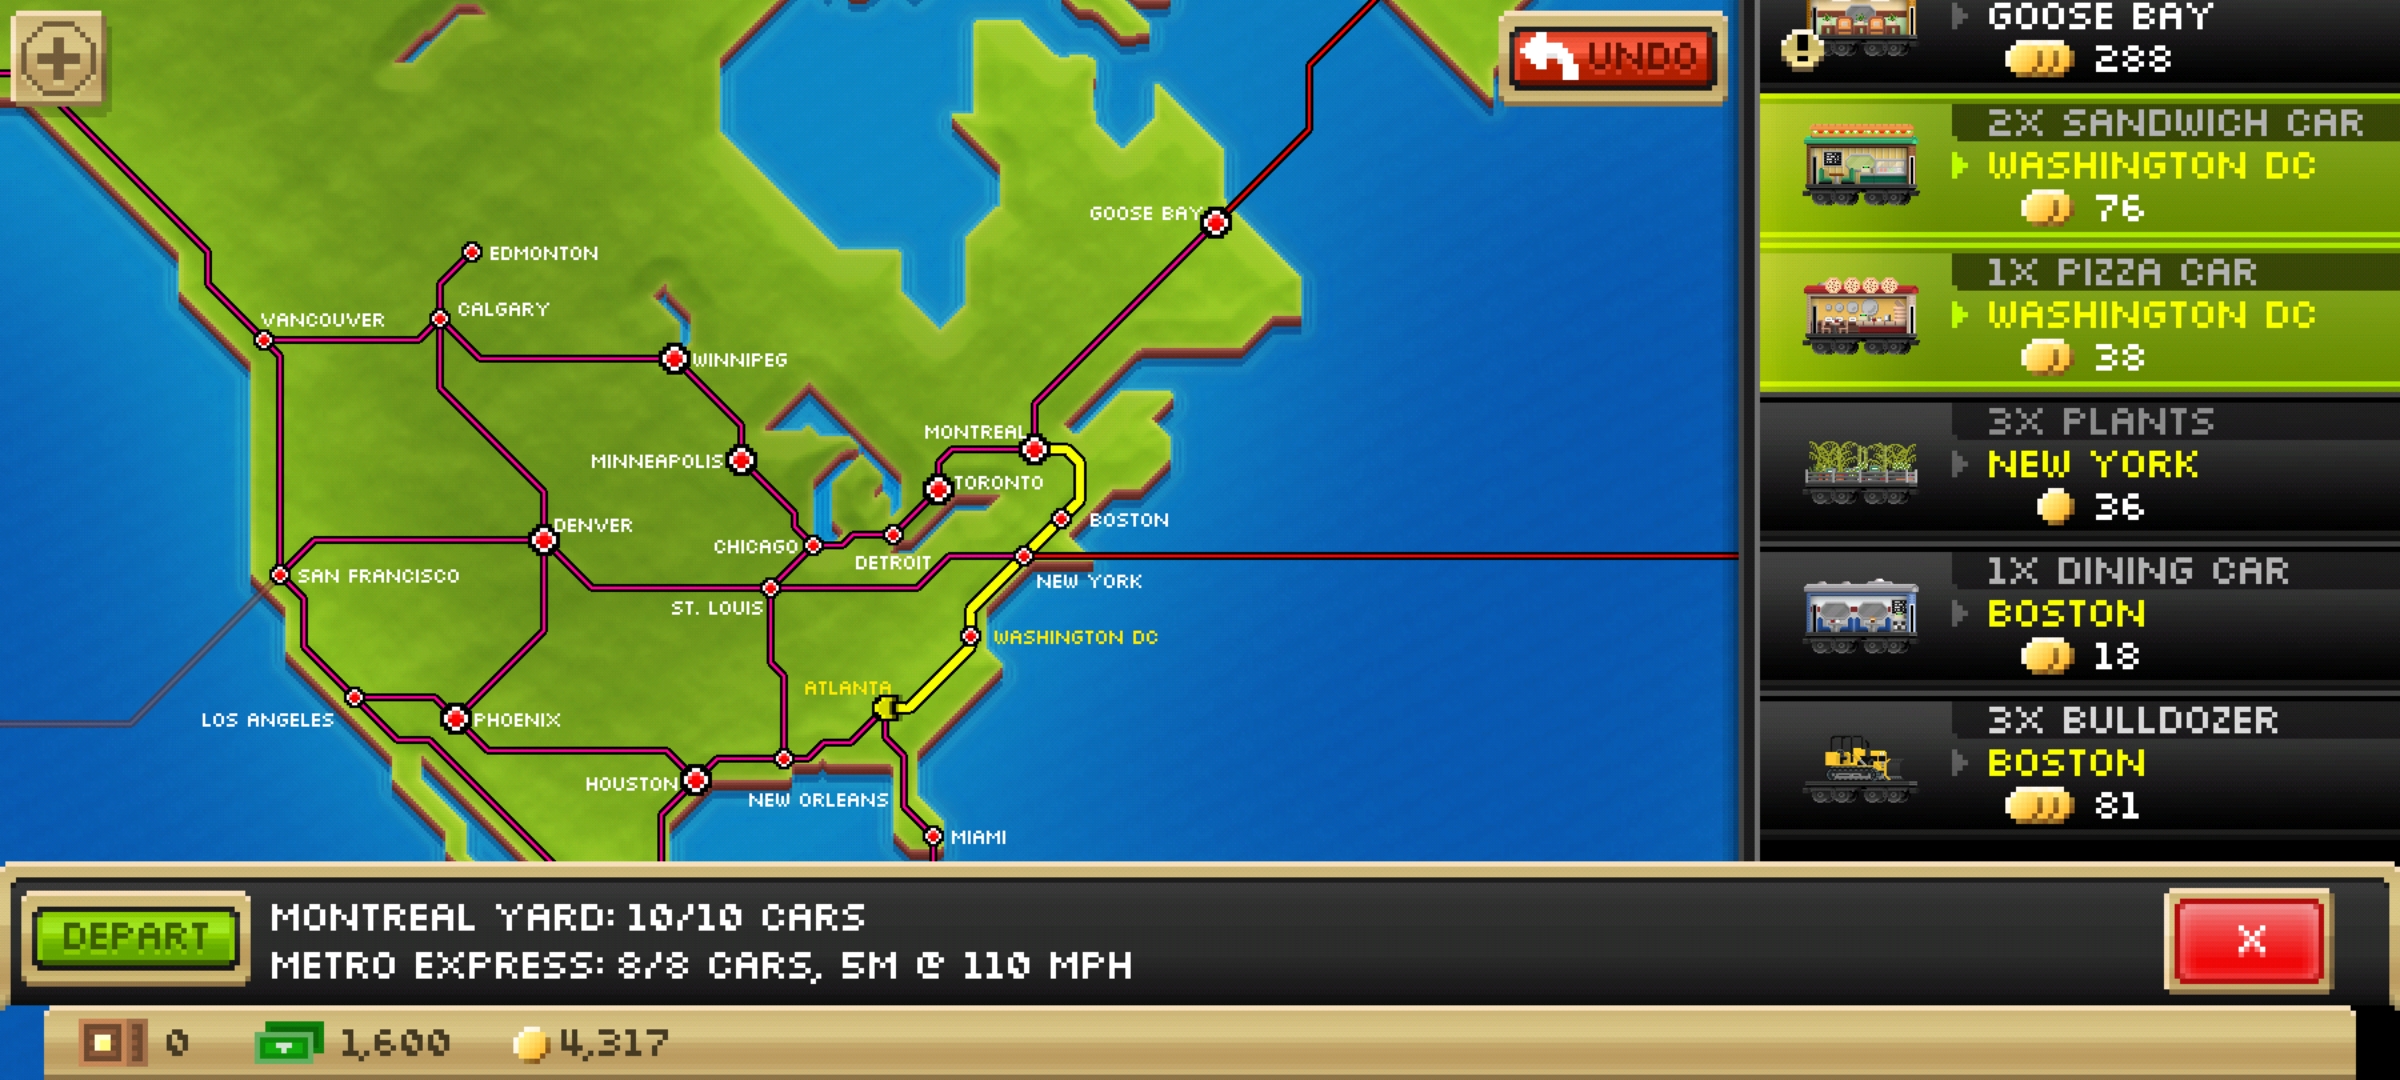 UNDO
GOOSE BAY
288
2X SANDWICH CAR
WASHINGTON DC
76
1X PIZZA CAR
WASHINGTON DC
38
3X PLANTS
NEW YORK
36
1X DINING CAR
BOSTON
18
3X BULLDOZER
BOSTON
81
GOOSE BAY
EDMONTON
CALGARY
VANCOUVER
WINNIPEG
MONTREAL
MINNEAPOLIS
TORONTO
BOSTON
DENVER
CHICAGO
DETROIT
SAN FRANCISCO
NEW YORK
ST. LOUIS
WASHINGTON DC
ATLANTA
LOS ANGELES
PHOENIX
HOUSTON
NEW ORLEANS
MIAMI
DEPART
MONTREAL YARD: 10/10 CARS
METRO EXPRESS: 8/8 CARS, 5M @ 110 MPH
X
0
1,600
4,317